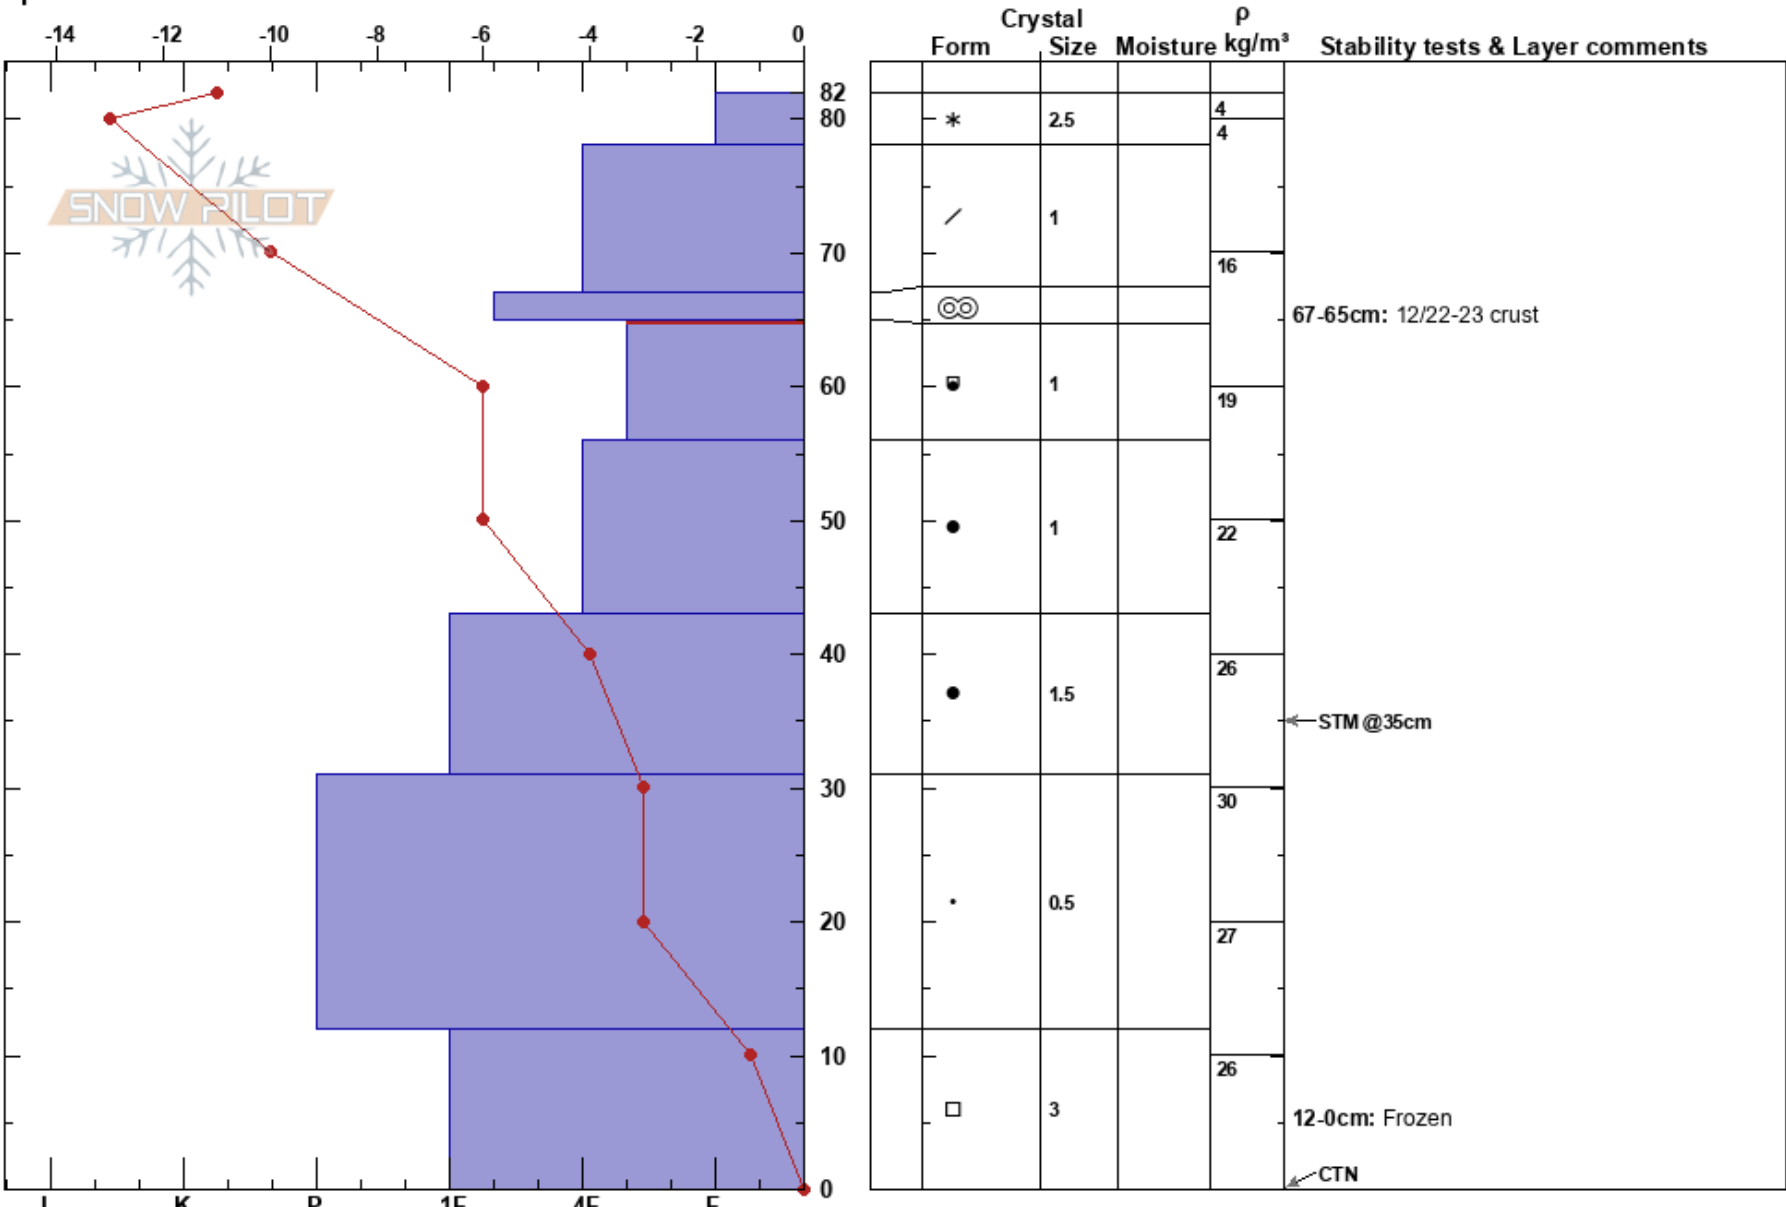 Crystal
ρ
-14 -12 -10 -8 -6 -4 -2 0
Form Size Moisture kg/m³ Stability tests & Layer comments
82
4
80
2.5
4
SNOW PILOT
1
70
16
67-65cm: 12/22-23 crust
60
1
19
50
1
22
40
26
1.5
STM @35cm
30
30
0.5
20
27
10
26
3
12-0cm: Frozen
CTN
0
I K P 1F 4F F